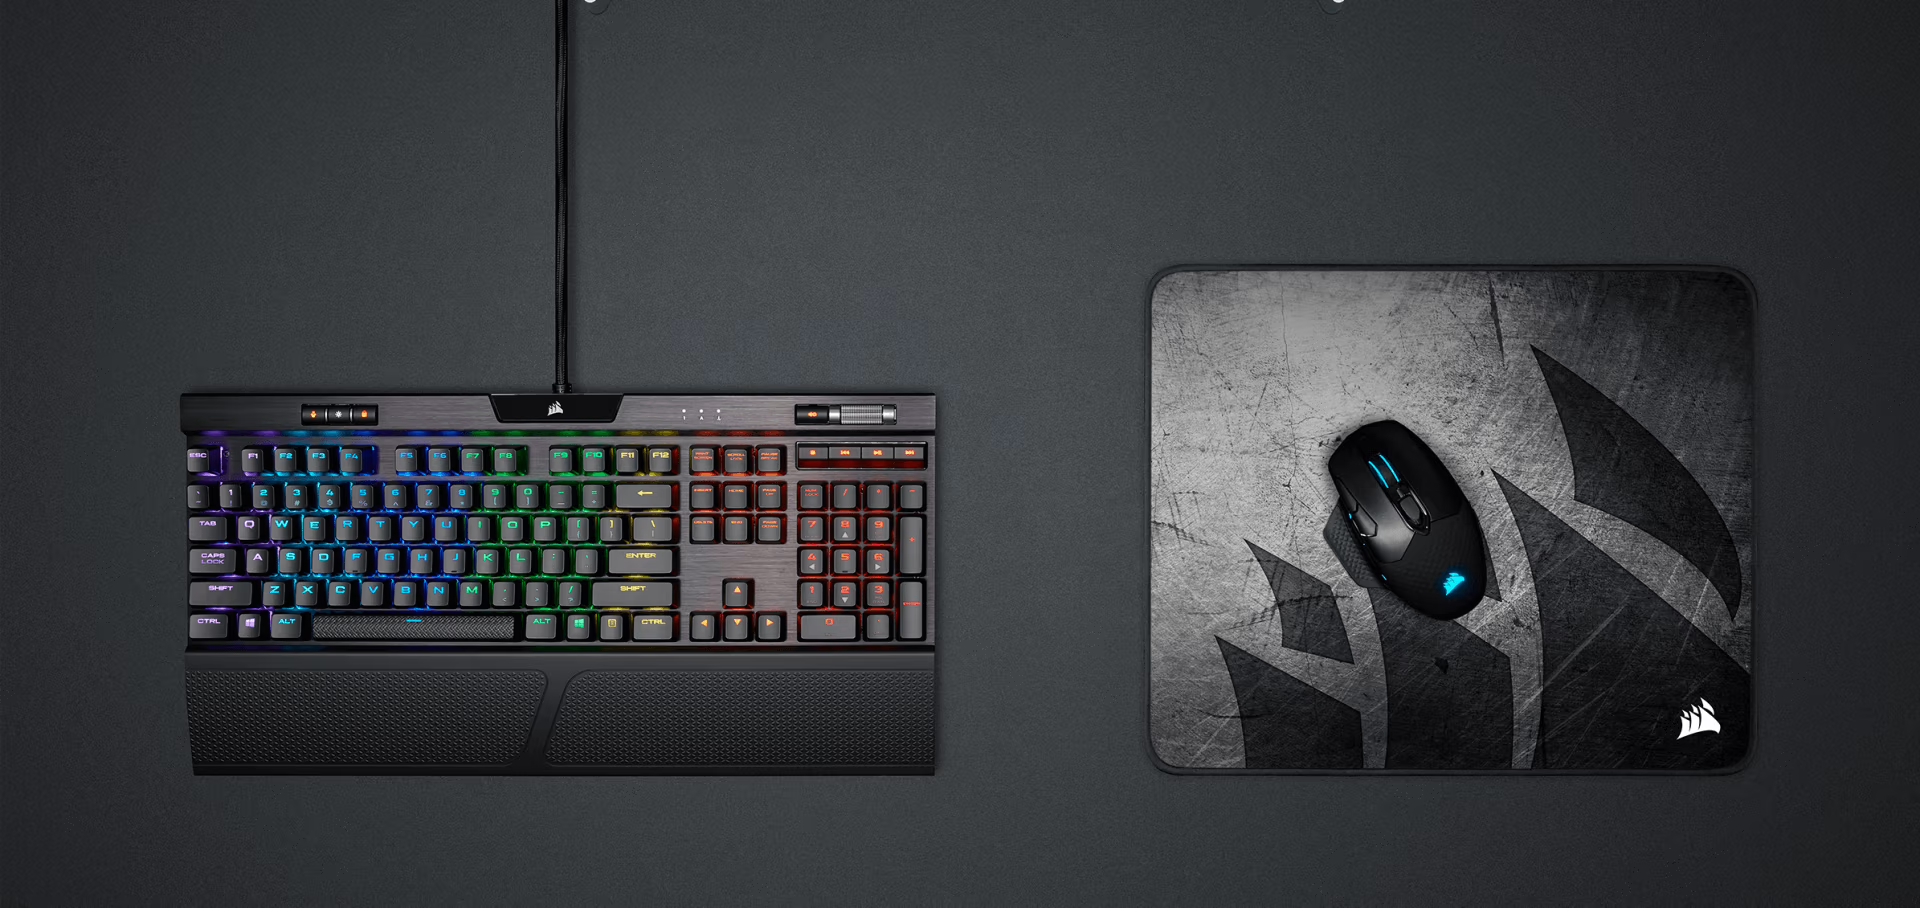 ESC F1 F2 F3 F4 F5 F6 F7 F8 F9 F10 F11 F12
1 2 3 4 5 6 7 8 9 0 - =
TAB Q W E R T Y U I O P [ ] \ 7 8 9
CAPS LOCK A S D F G H J K L ENTER 4 5 6
SHIFT Z X C V B N M SHIFT 1 2 3
CTRL ALT ALT CTRL 0